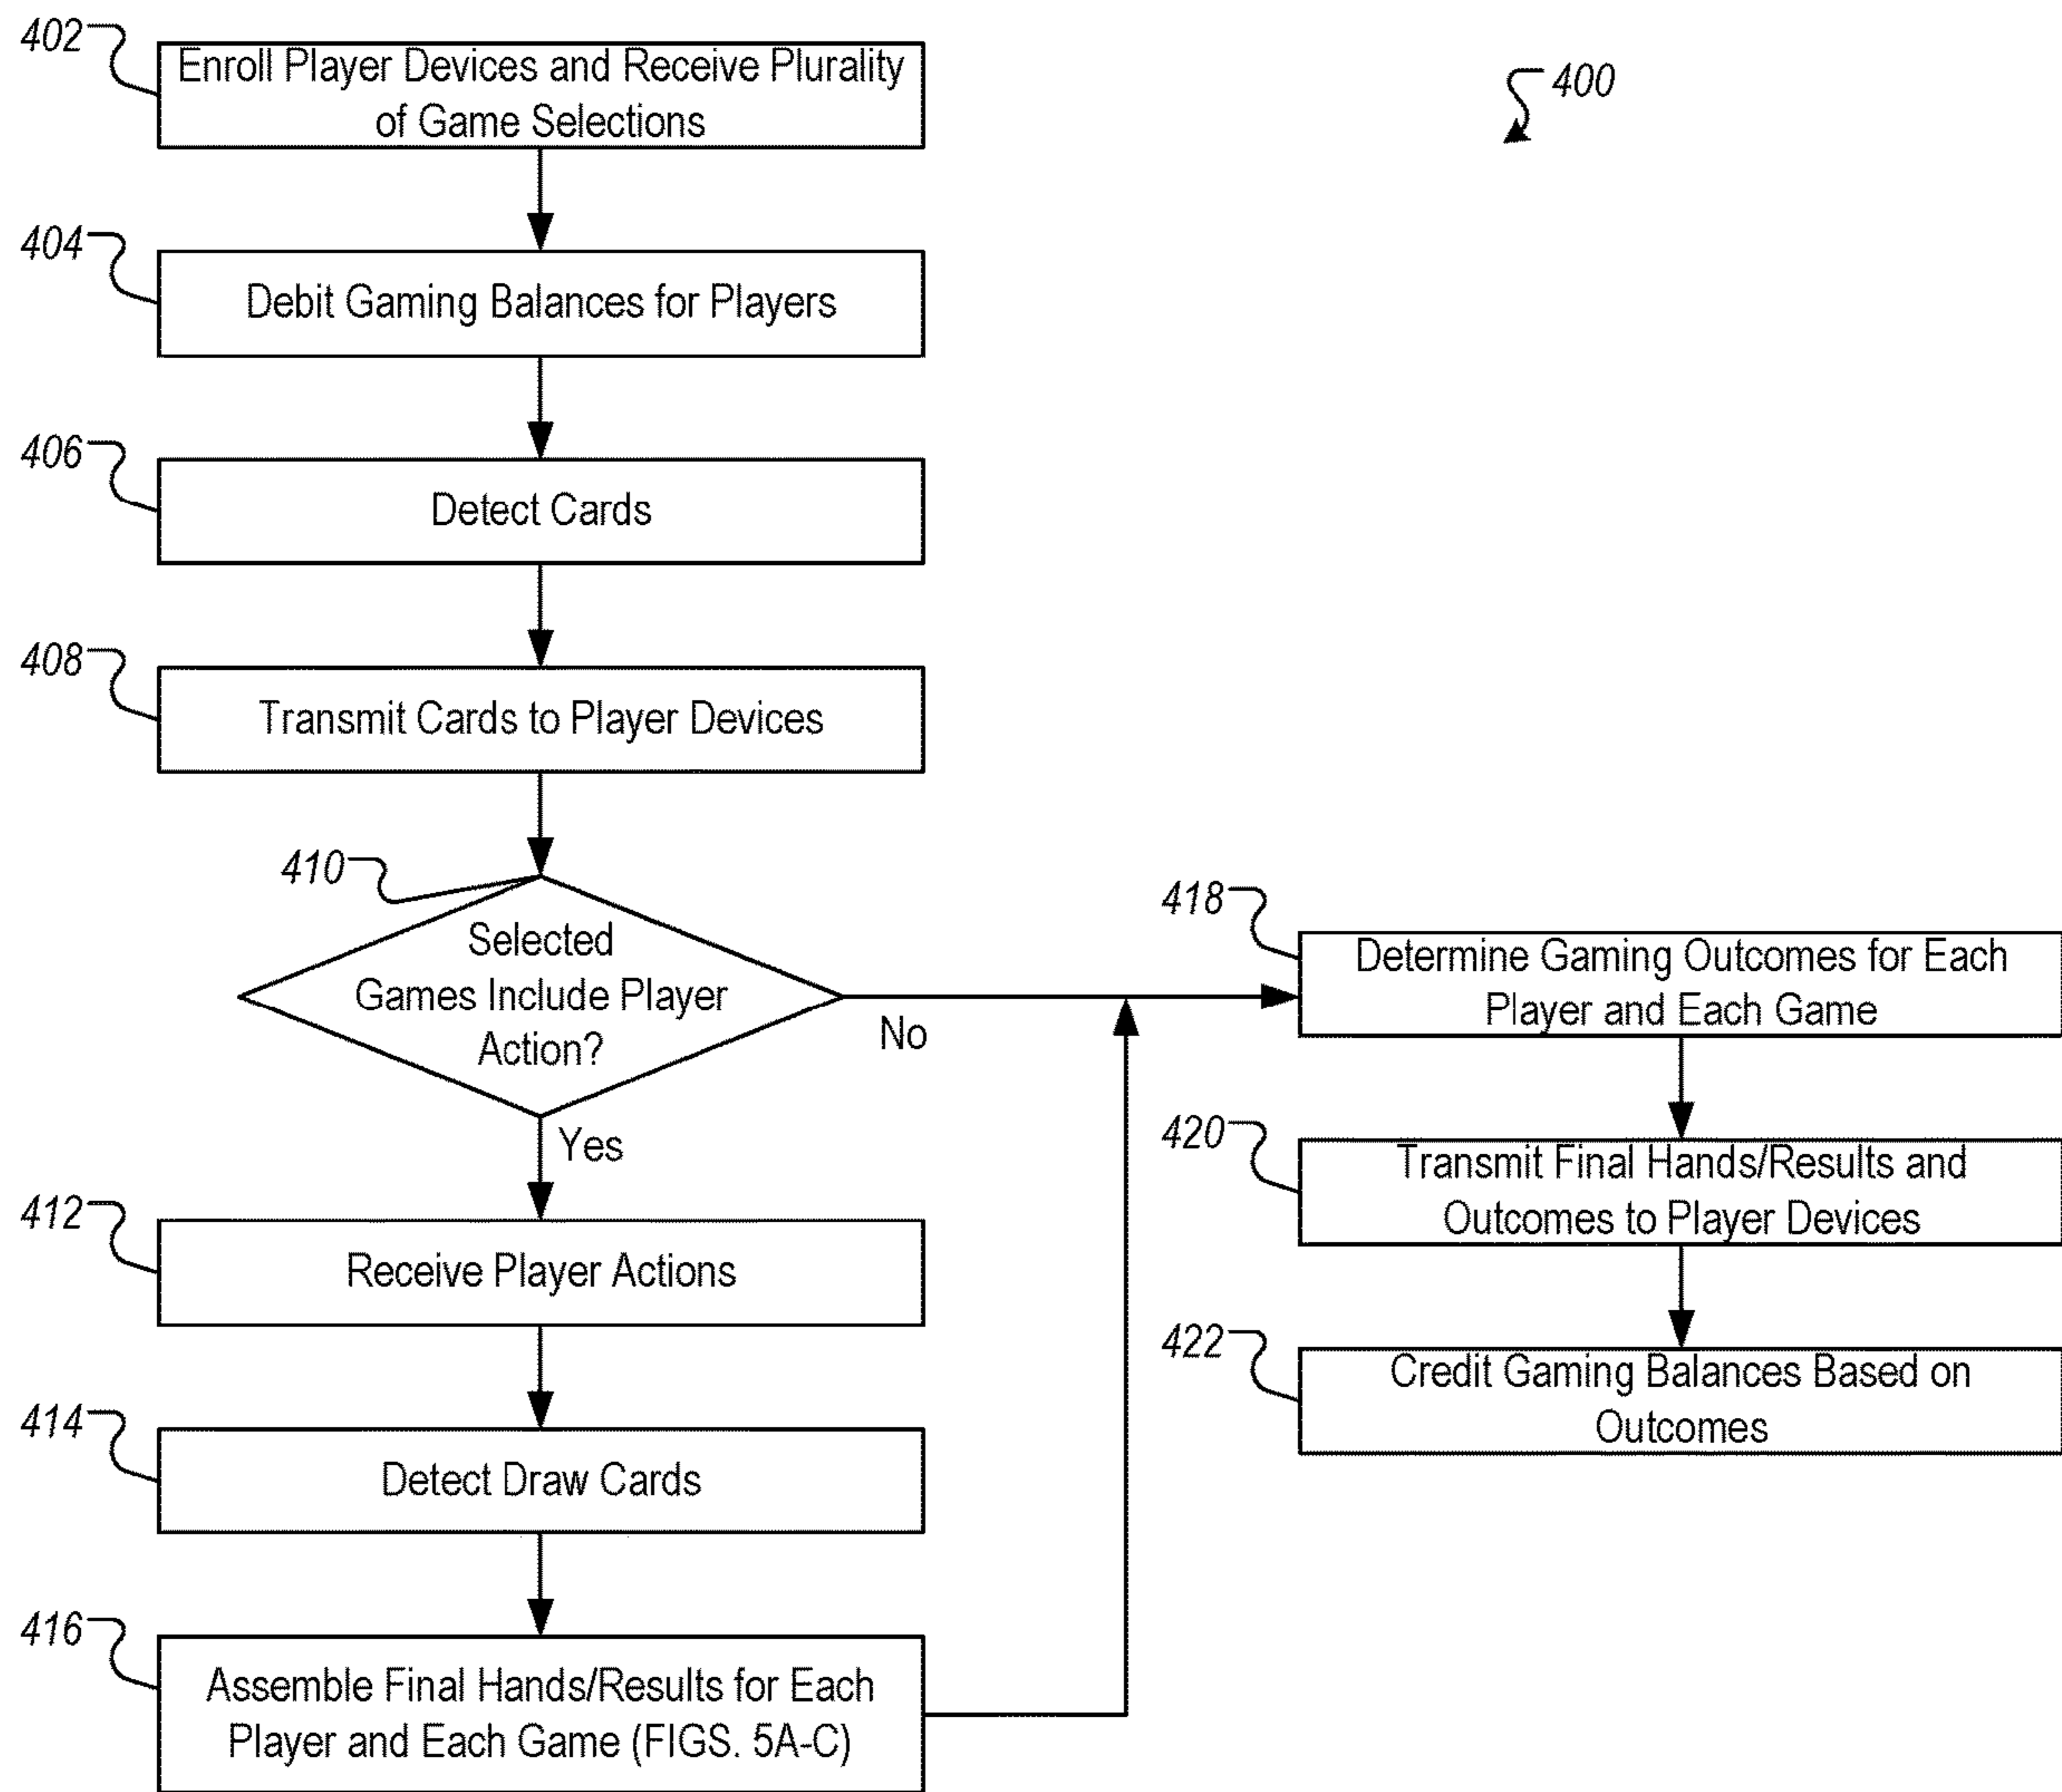 402
Enroll Player Devices and Receive Plurality
of Game Selections
400
404
Debit Gaming Balances for Players
406
Detect Cards
408
Transmit Cards to Player Devices
410
Selected
Games Include Player
Action?
No
Yes
412
Receive Player Actions
414
Detect Draw Cards
416
Assemble Final Hands/Results for Each
Player and Each Game (FIGS. 5A-C)
418
Determine Gaming Outcomes for Each
Player and Each Game
420
Transmit Final Hands/Results and
Outcomes to Player Devices
422
Credit Gaming Balances Based on
Outcomes